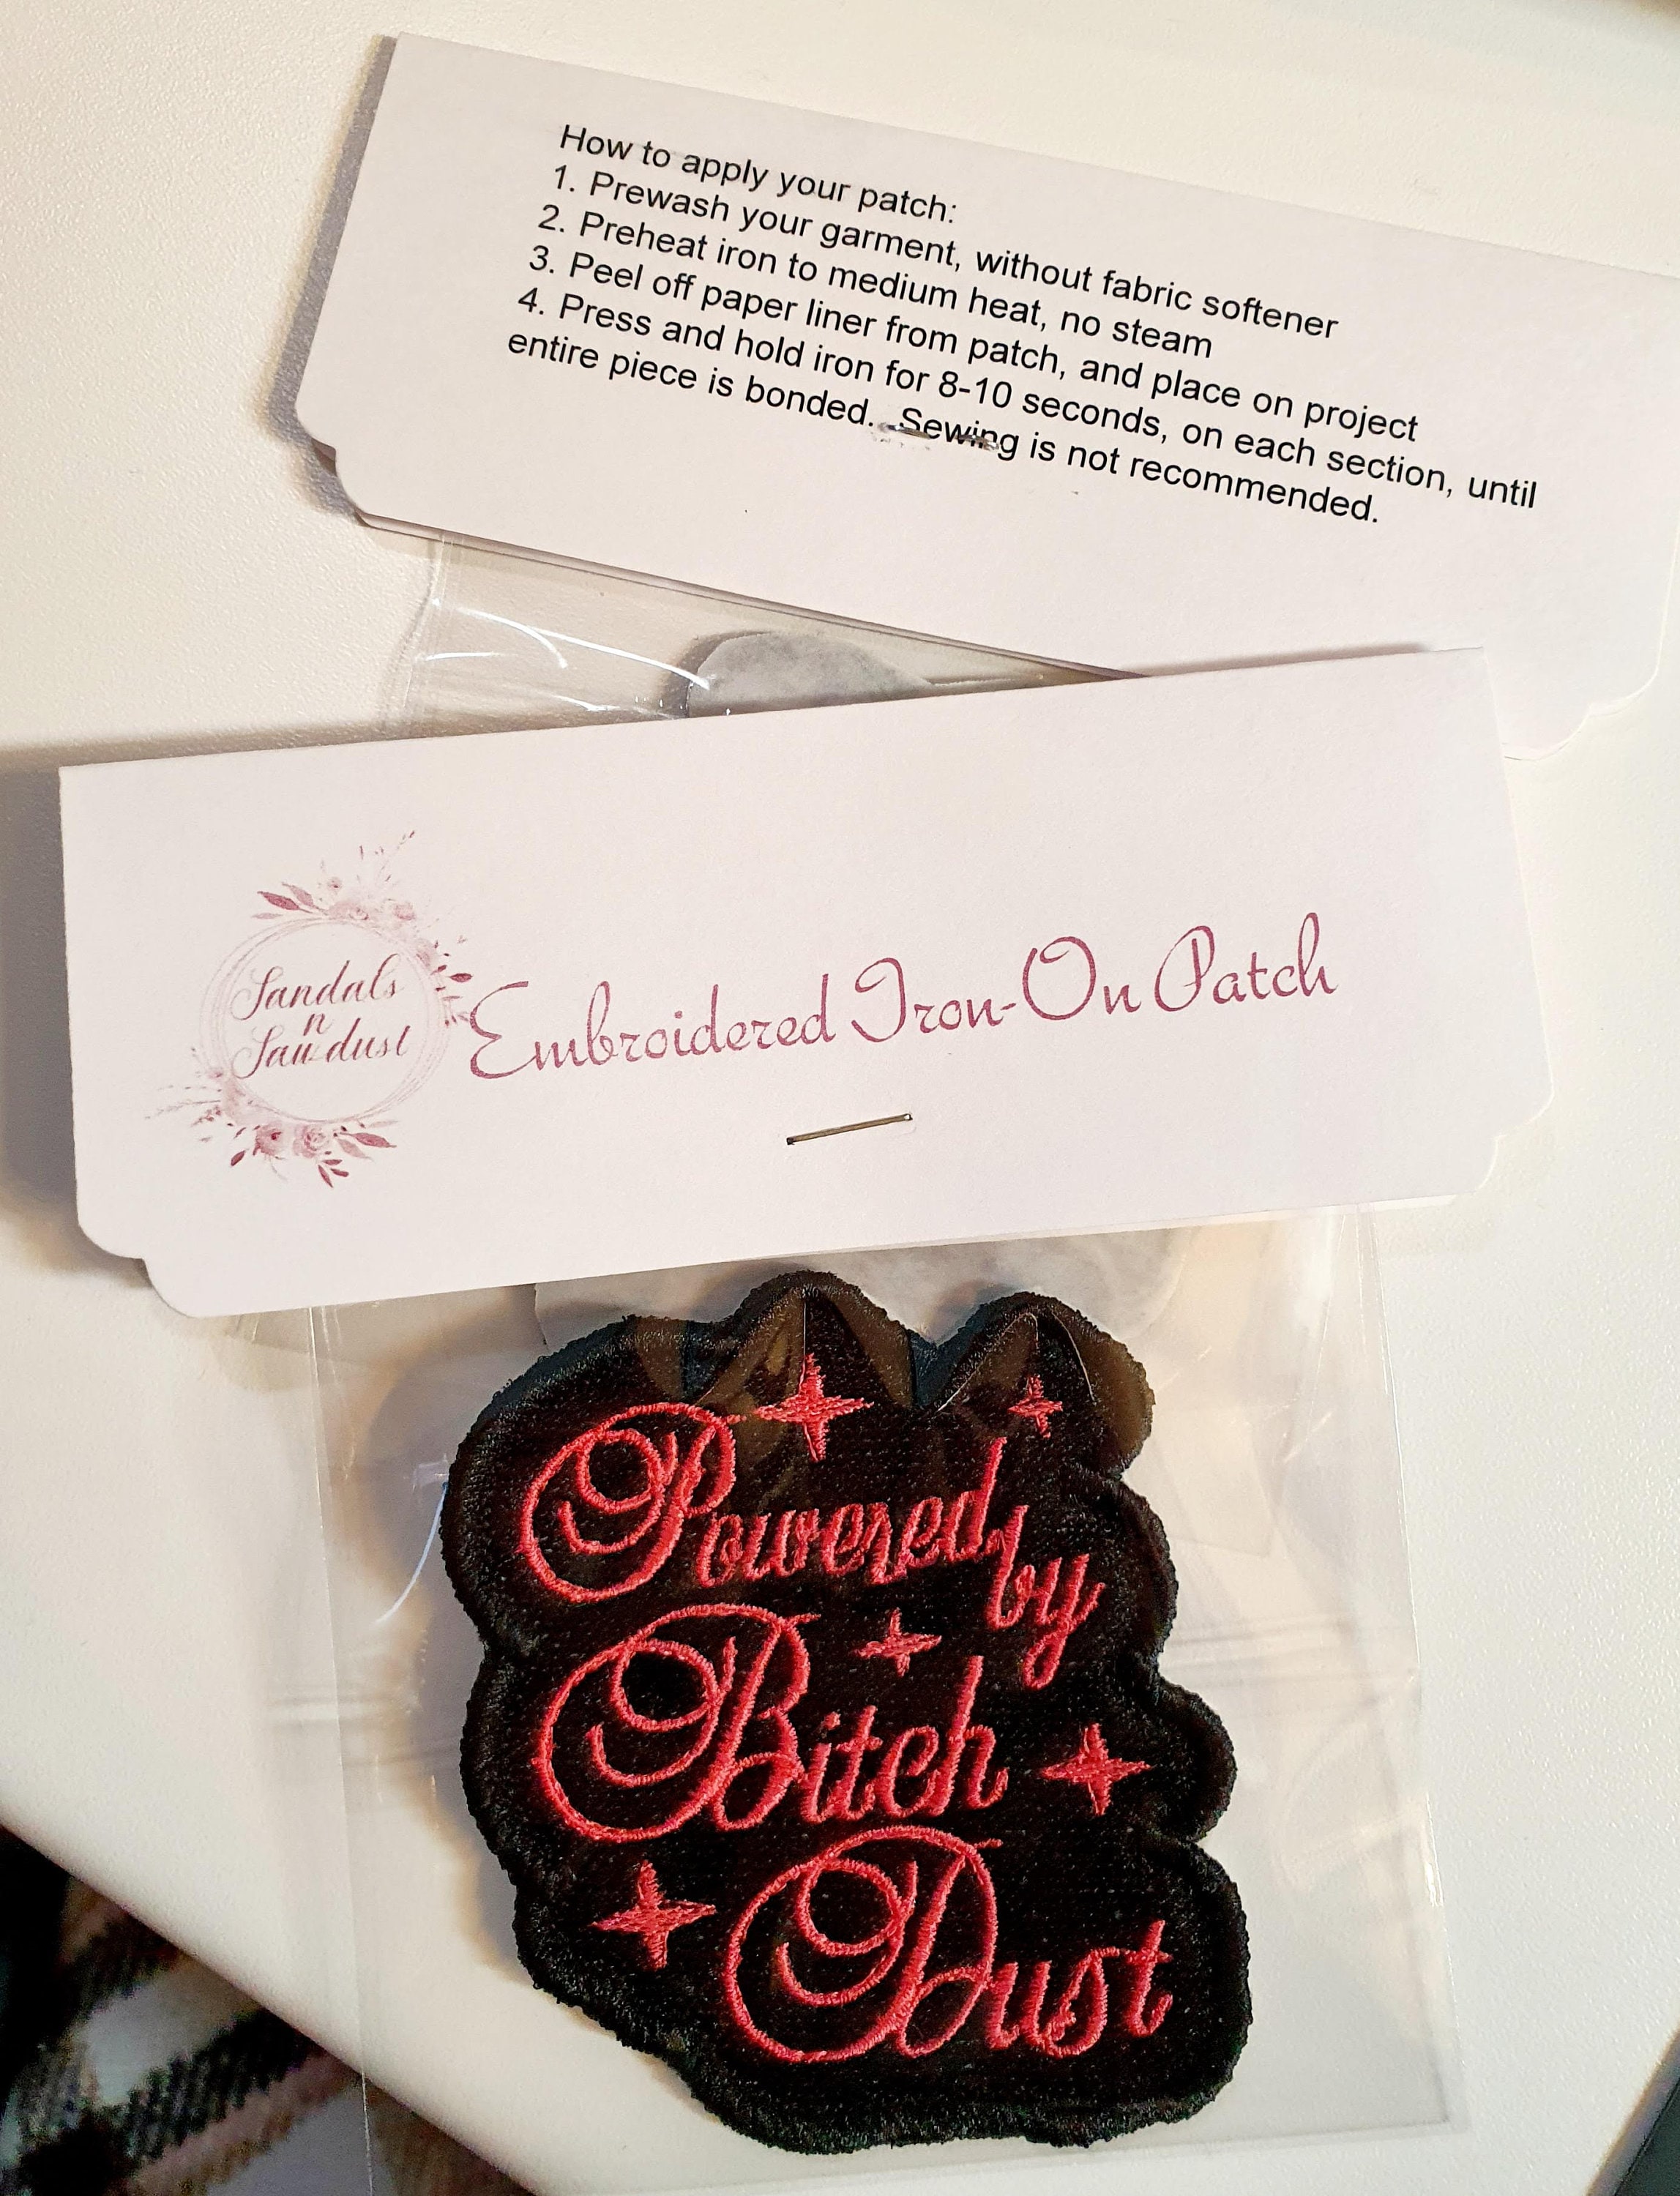 How to apply your patch:
1. Prewash your garment, without fabric softener
2. Preheat iron to medium heat, no steam
3. Peel off paper liner from patch, and place on project
4. Press and hold iron for 8-10 seconds, on each section, until
entire piece is bonded. Sewing is not recommended.
Sandals
n
Sawdust
Embroidered Iron-On Patch
Powered by
Bitch
Dust